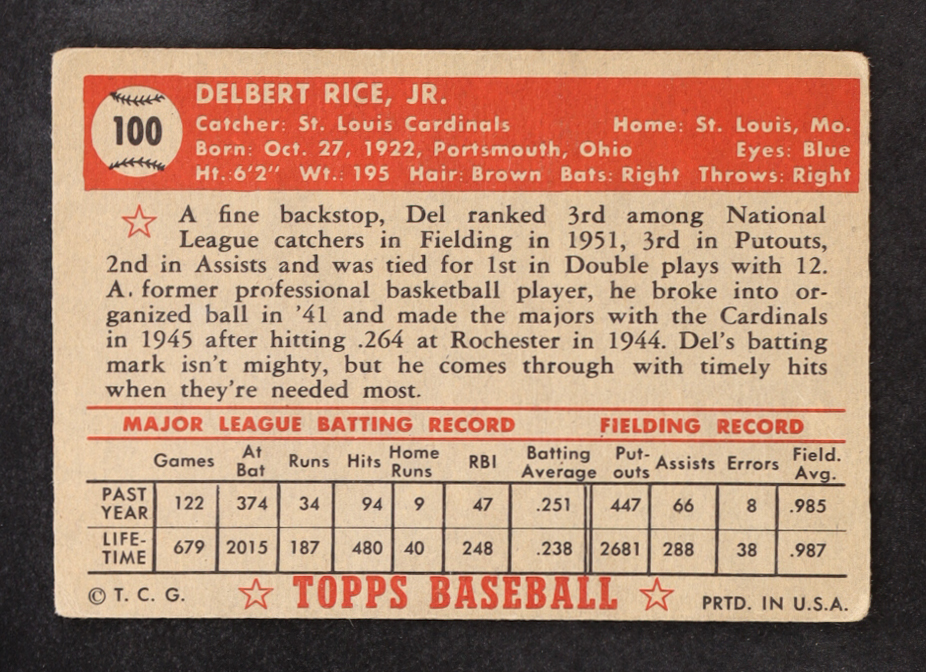 100
DELBERT RICE, JR.
Catcher: St. Louis Cardinals Home: St. Louis, Mo.
Born: Oct. 27, 1922, Portsmouth, Ohio Eyes: Blue
Ht.:6'2" Wt.: 195 Hair: Brown Bats: Right Throws: Right
A fine backstop, Del ranked 3rd among National
League catchers in Fielding in 1951, 3rd in Putouts,
2nd in Assists and was tied for 1st in Double plays with 12.
A. former professional basketball player, he broke into or-
ganized ball in '41 and made the majors with the Cardinals
in 1945 after hitting .264 at Rochester in 1944. Del's batting
mark isn't mighty, but he comes through with timely hits
when they're needed most.
MAJOR LEAGUE BATTING RECORD FIELDING RECORD
Games At Bat Runs Hits Home Runs RBI Batting Average Put-outs Assists Errors Field. Avg.
PAST YEAR 122 374 34 94 9 47 .251 447 66 8 .985
LIFE-TIME 679 2015 187 480 40 248 .238 2681 288 38 .987
© T. C. G. TOPPS BASEBALL PRTD. IN U.S.A.